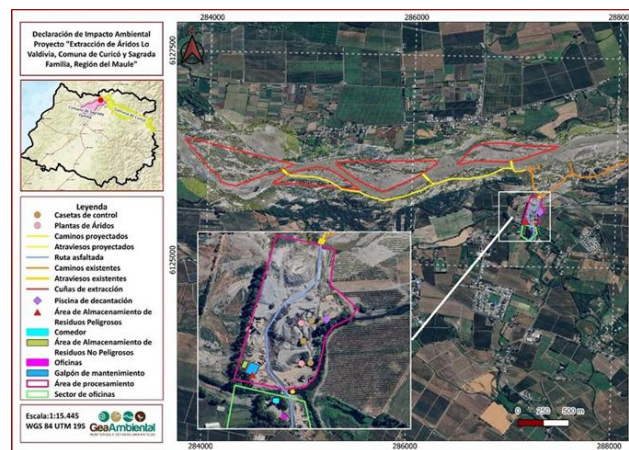 Declaración de Impacto Ambiental
Proyecto "Extracción de Áridos Lo
Valdivia, Comuna de Curicó y Sagrada
Familia, Región del Maule"
Leyenda
Casetas de control
Plantas de Áridos
Caminos proyectados
Atraviesos proyectados
Ruta asfaltada
Caminos existentes
Atraviesos existentes
Cuñas de extracción
Piscina de decantación
Área de Almacenamiento de
Residuos Peligrosos
Comedor
Área de Almacenamiento de
Residuos No Peligrosos
Oficinas
Galpón de mantenimiento
Área de procesamiento
Sector de oficinas
Escala:1:15.445
WGS 84 UTM 19S
GeaAmbiental
284000
286000
288000
6127500
6125000
0 250 500 m
284000
286000
288000